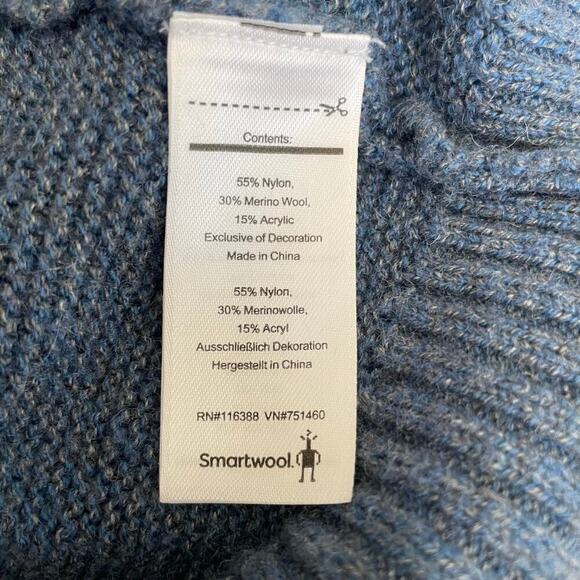 Contents:
55% Nylon,
30% Merino Wool,
15% Acrylic
Exclusive of Decoration
Made in China
55% Nylon,
30% Merinowolle,
15% Acryl
Ausschließlich Dekoration
Hergestellt in China
RN#116388 VN#751460
Smartwool.